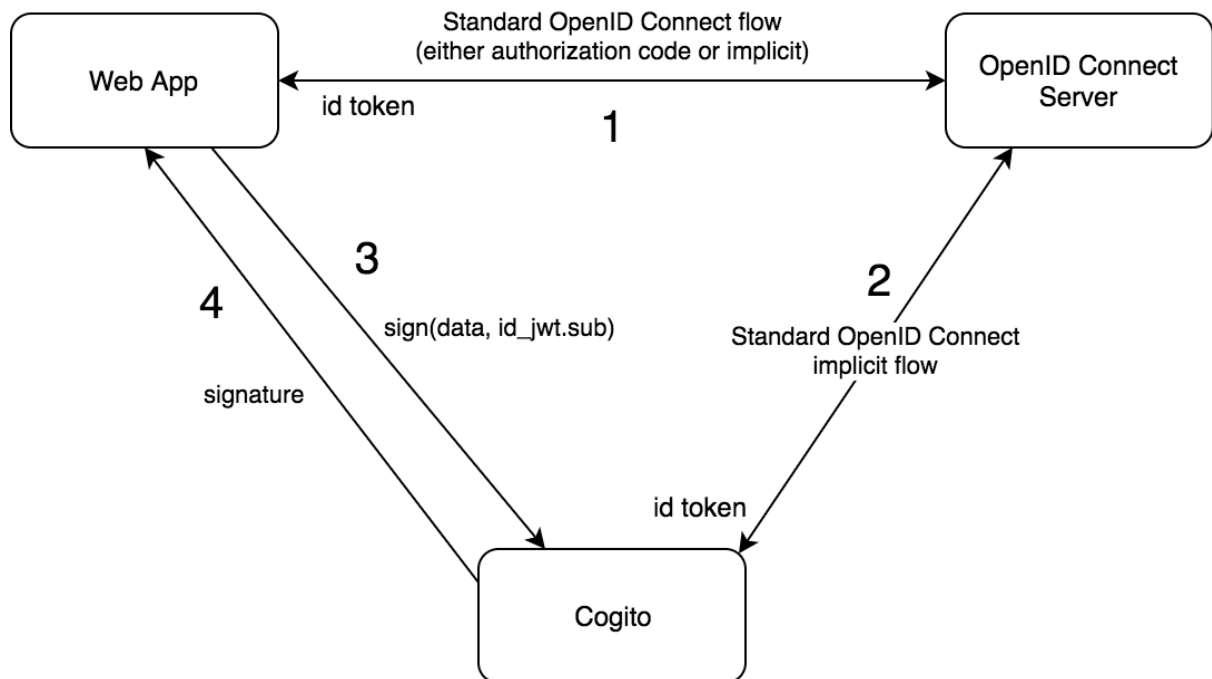 Standard OpenID Connect flow
(either authorization code or implicit)
Web App
OpenID Connect
Server
id token
1
3
2
4
sign(data, id_jwt.sub)
Standard OpenID Connect
implicit flow
signature
id token
Cogito